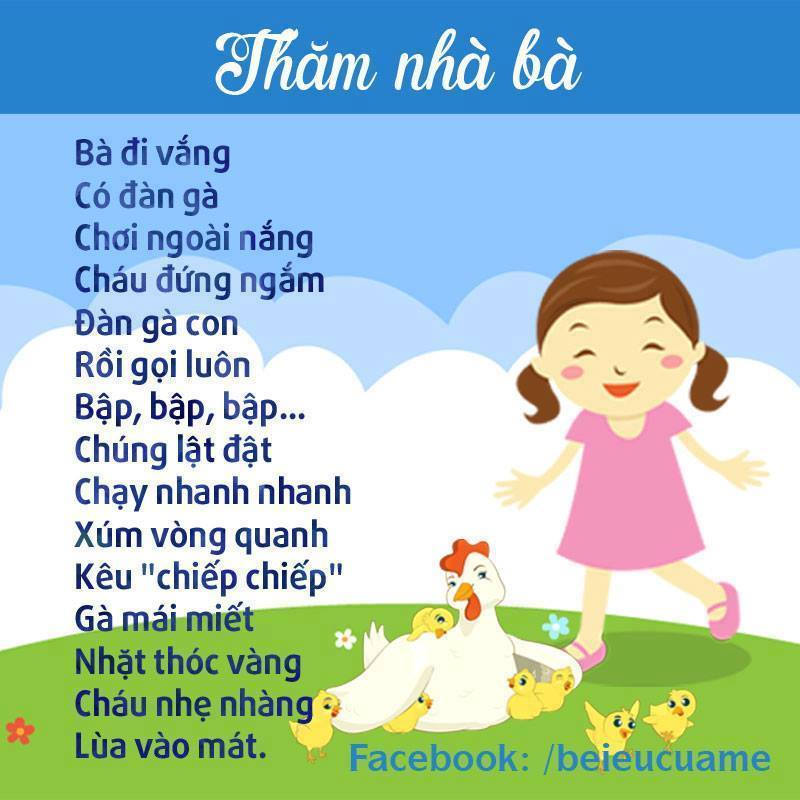 Thăm nhà bà
Bà đi vắng
Có đàn gà
Chơi ngoài nắng
Cháu đứng ngắm
Đàn gà con
Rồi gọi luôn
Bập, bập, bập...
Chúng lật đật
Chạy nhanh nhanh
Xúm vòng quanh
Kêu "chiếp chiếp"
Gà mái miết
Nhặt thóc vàng
Cháu nhẹ nhàng
Lùa vào mát.
Facebook: /beieucuame